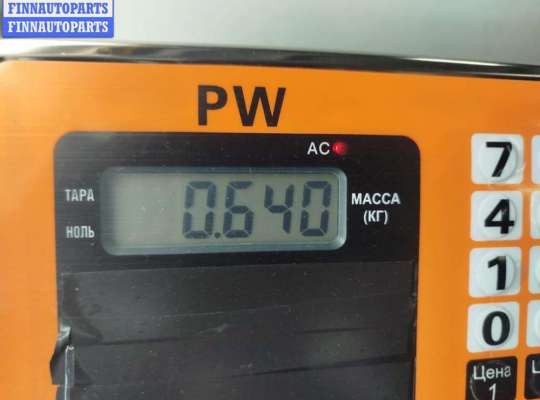 FINNAUTOPARTS
FINNAUTOPARTS
PW
AC
ТАРА
НОЛЬ
0.640
МАССА
(КГ)
7
4
1
0
Цена
1